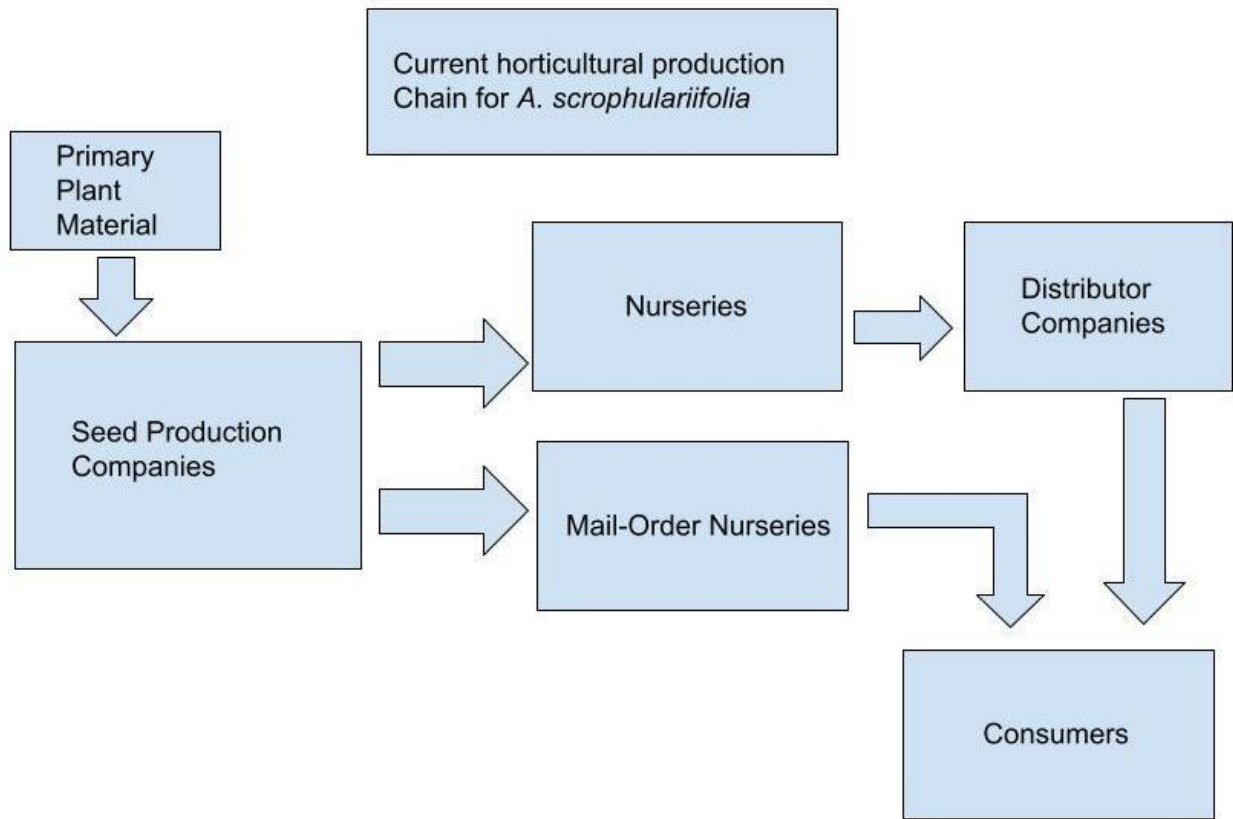 Current horticultural production
Chain for A. scrophulariifolia
Primary
Plant
Material
Seed Production
Companies
Nurseries
Distributor
Companies
Mail-Order Nurseries
Consumers